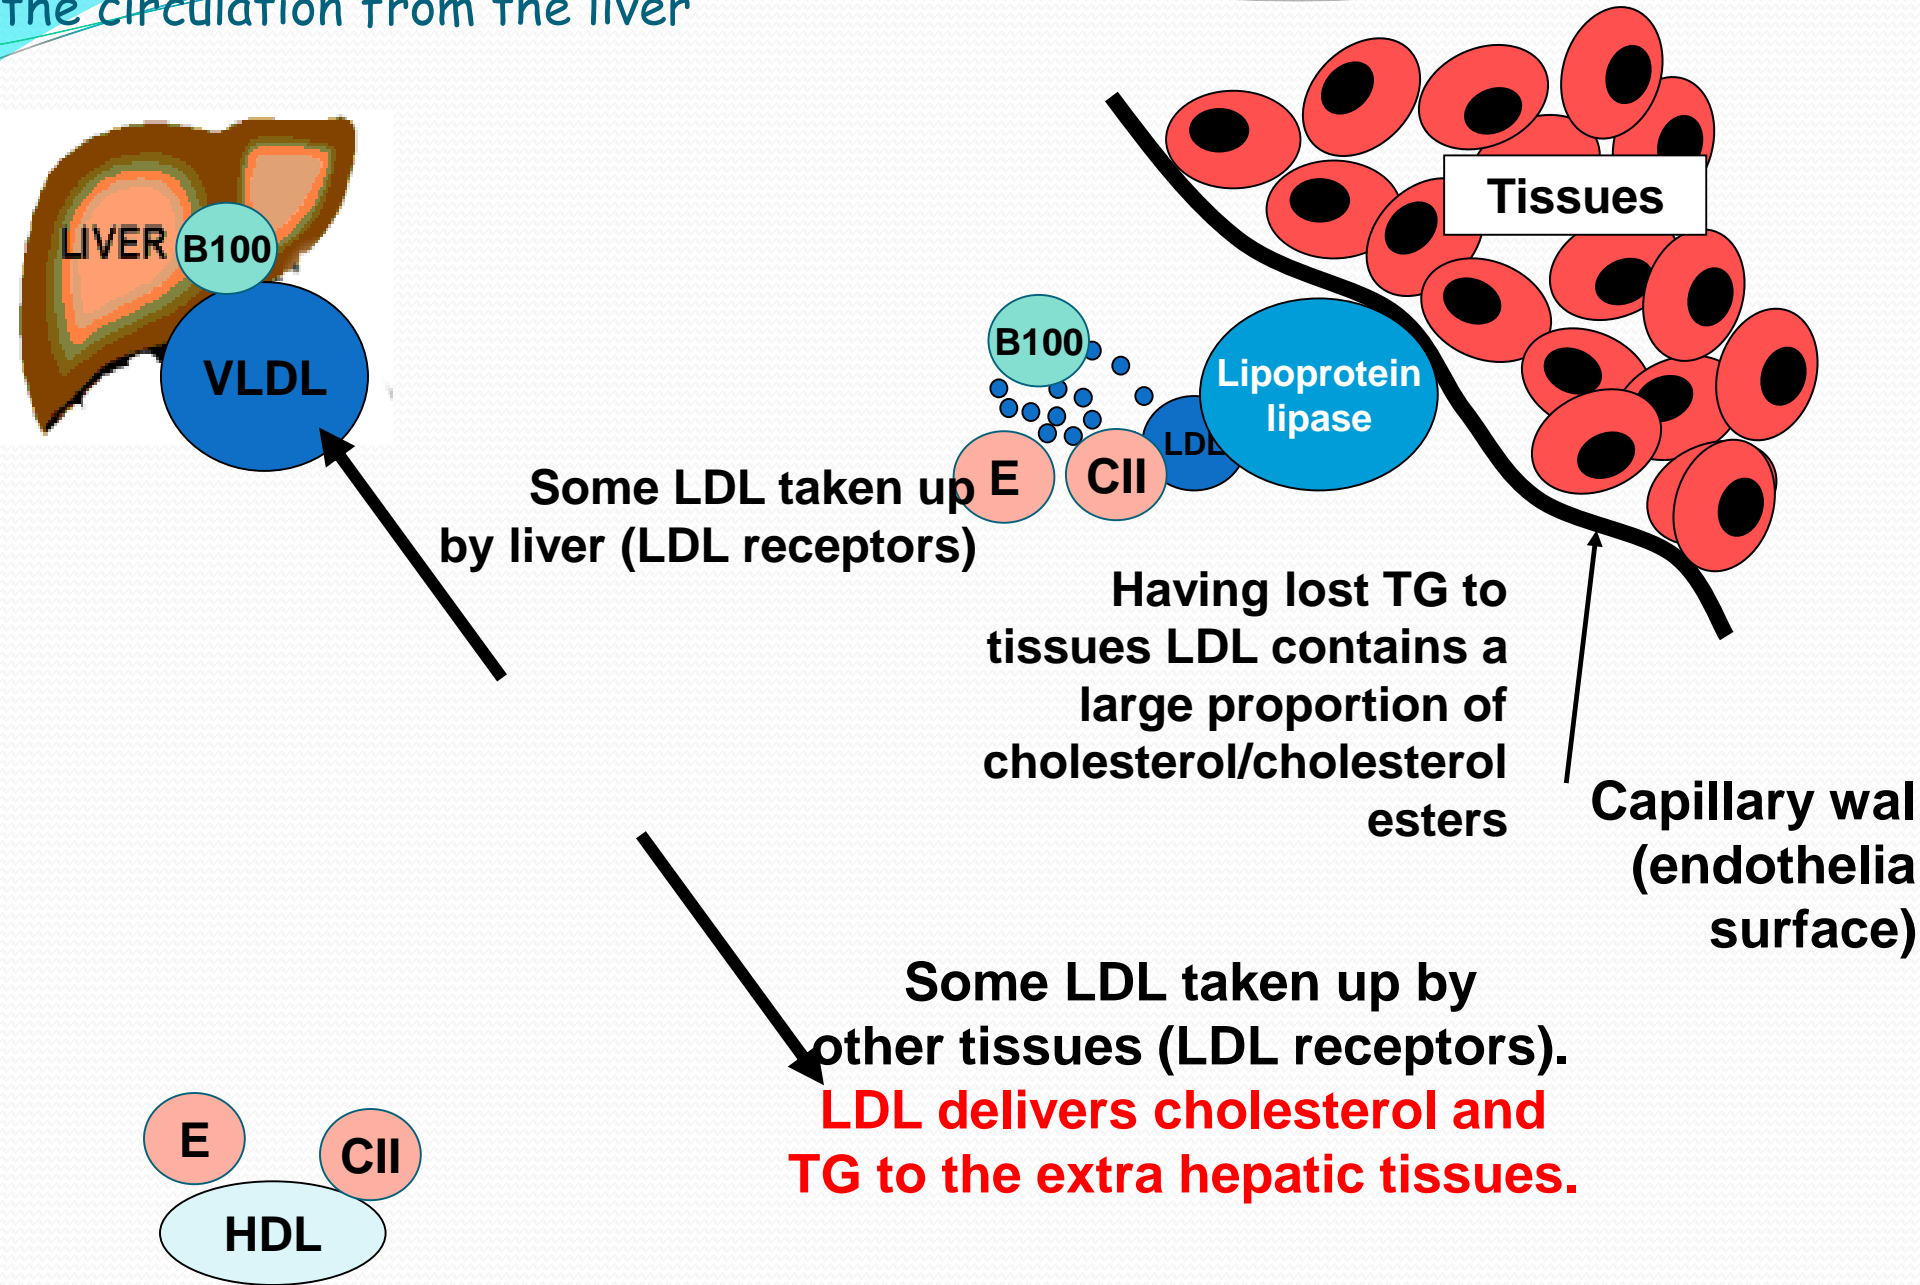 the circulation from the liver
LIVER
B100
VLDL
Tissues
B100
Lipoprotein
lipase
LDL
E
CII
Some LDL taken up
by liver (LDL receptors)
Having lost TG to
tissues LDL contains a
large proportion of
cholesterol/cholesterol
esters
Capillary wal
(endothelia
surface)
Some LDL taken up by
other tissues (LDL receptors).
LDL delivers cholesterol and
TG to the extra hepatic tissues.
E
CII
HDL